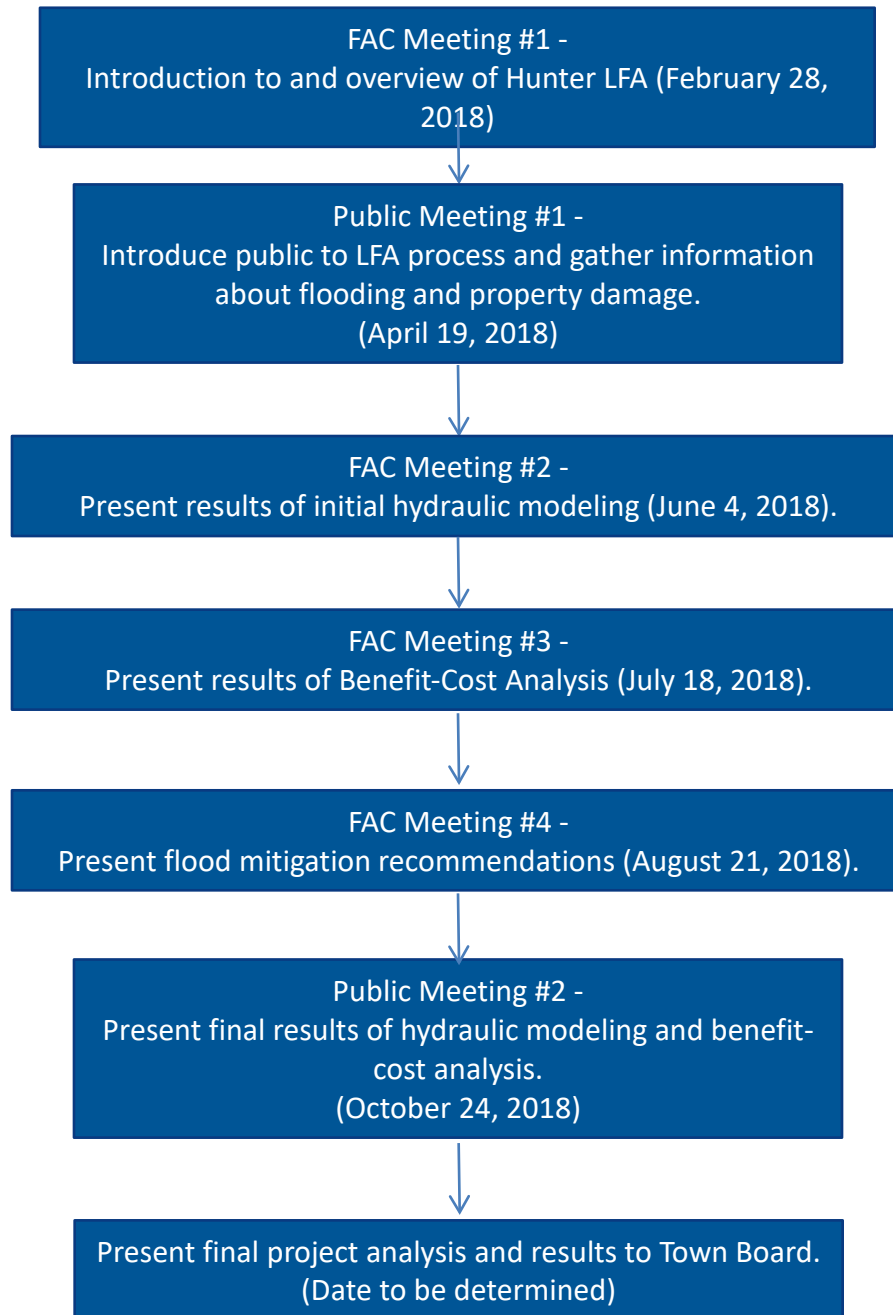 FAC Meeting #1 -
Introduction to and overview of Hunter LFA (February 28,
2018)
Public Meeting #1 -
Introduce public to LFA process and gather information
about flooding and property damage.
(April 19, 2018)
FAC Meeting #2 -
Present results of initial hydraulic modeling (June 4, 2018).
FAC Meeting #3 -
Present results of Benefit-Cost Analysis (July 18, 2018).
FAC Meeting #4 -
Present flood mitigation recommendations (August 21, 2018).
Public Meeting #2 -
Present final results of hydraulic modeling and benefit-
cost analysis.
(October 24, 2018)
Present final project analysis and results to Town Board.
(Date to be determined)